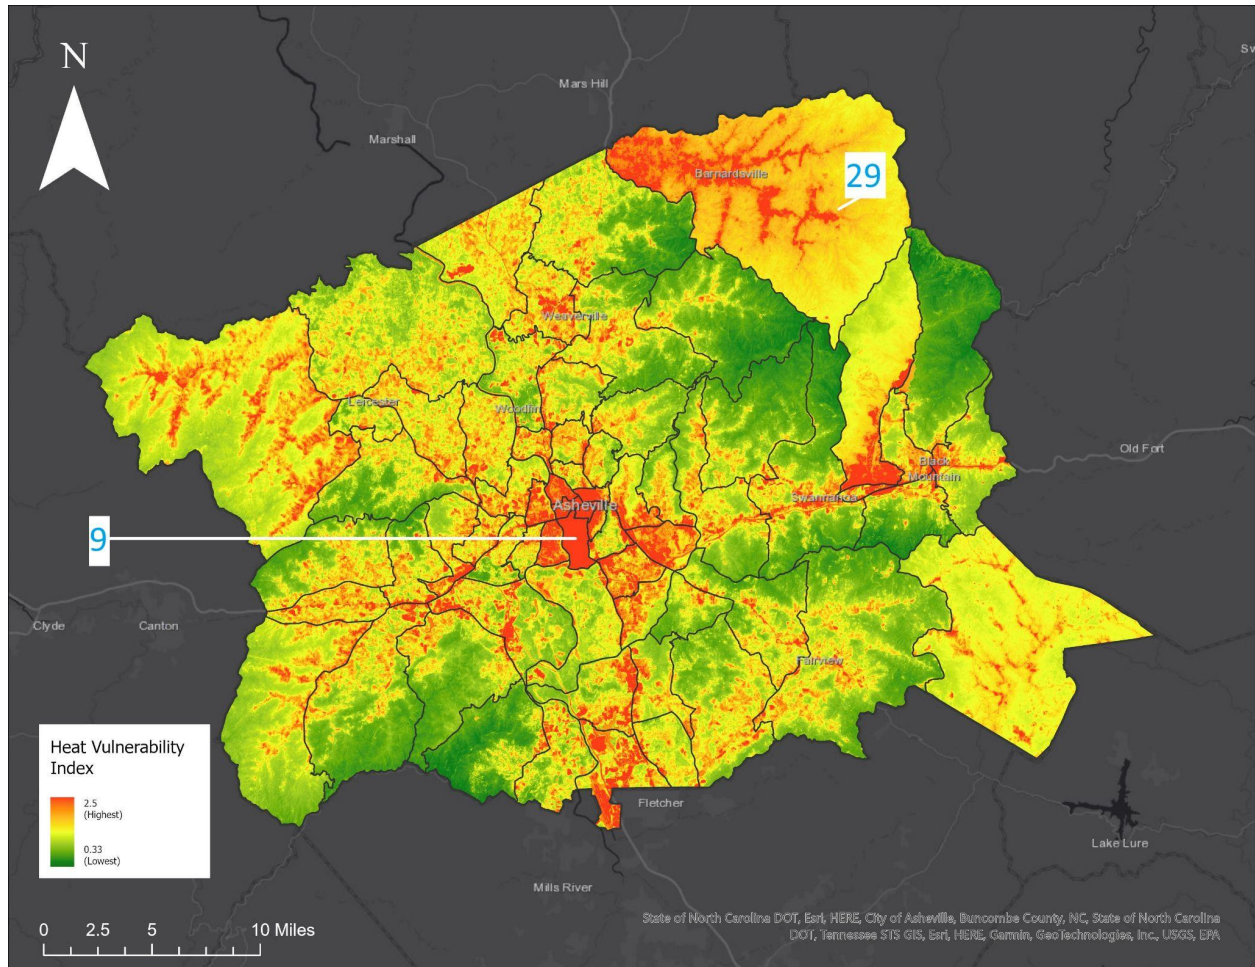 N
Sw
Mars Hill
Marshall
Barnardsville
29
Weaverville
Leicester
Woodfin
Old Fort
Black
Mountain
Swannanoa
Asheville
9
Clyde
Canton
Fairview
Heat Vulnerability
Index
2.5
(Highest)
0.33
(Lowest)
Fletcher
Lake Lure
Mills River
0 2.5 5 10 Miles
State of North Carolina DOT, Esri, HERE, City of Asheville, Buncombe County, NC, State of North Carolina
DOT, Tennessee STS GIS, Esri, HERE, Garmin, GeoTechnologies, Inc., USGS, EPA